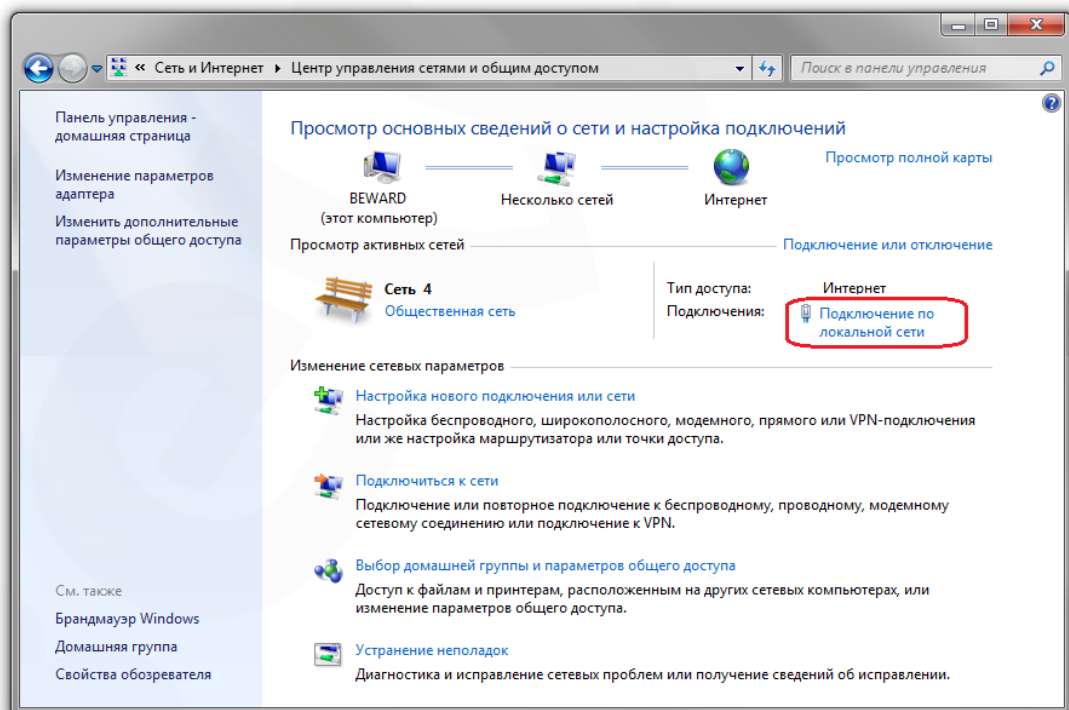 « Сеть и Интернет ▸ Центр управления сетями и общим доступом
Поиск в панели управления
Панель управления -
домашняя страница
Изменение параметров
адаптера
Изменить дополнительные
параметры общего доступа
См. также
Брандмауэр Windows
Домашняя группа
Свойства обозревателя
Просмотр основных сведений о сети и настройка подключений
Просмотр полной карты
BEWARD
(этот компьютер)
Несколько сетей
Интернет
Просмотр активных сетей
Подключение или отключение
Сеть 4
Общественная сеть
Тип доступа: Интернет
Подключения: Подключение по
локальной сети
Изменение сетевых параметров
Настройка нового подключения или сети
Настройка беспроводного, широкополосного, модемного, прямого или VPN-подключения
или же настройка маршрутизатора или точки доступа.
Подключиться к сети
Подключение или повторное подключение к беспроводному, проводному, модемному
сетевому соединению или подключение к VPN.
Выбор домашней группы и параметров общего доступа
Доступ к файлам и принтерам, расположенным на других сетевых компьютерах, или
изменение параметров общего доступа.
Устранение неполадок
Диагностика и исправление сетевых проблем или получение сведений об исправлении.